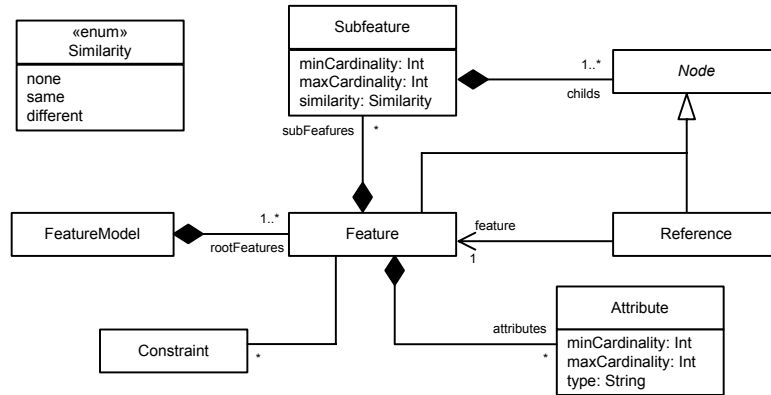 «enum»
Similarity
none
same
different
Subfeature
minCardinality: Int
maxCardinality: Int
similarity: Similarity
1..*
childs
Node
subFeafures
*
FeatureModel
1..*
rootFeatures
Feature
feature
1
Reference
Constraint
*
attributes
*
Attribute
minCardinality: Int
maxCardinality: Int
type: String